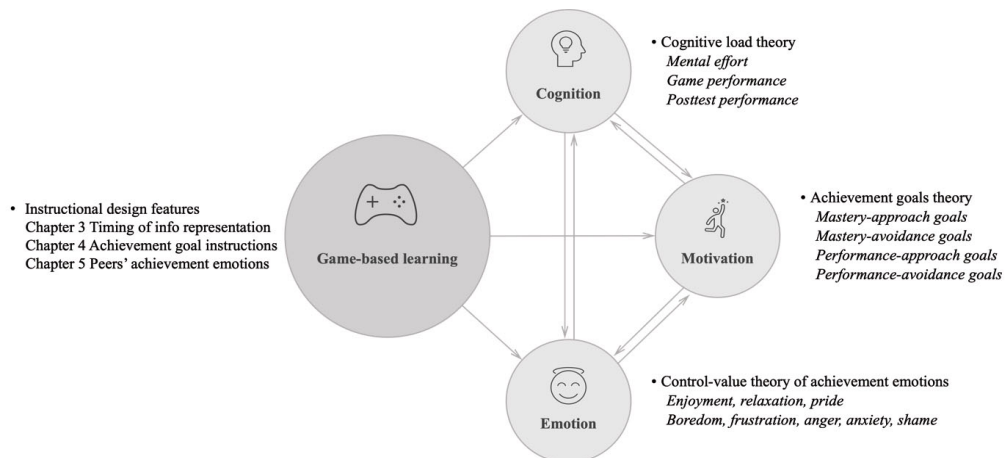 • Instructional design features
Chapter 3 Timing of info representation
Chapter 4 Achievement goal instructions
Chapter 5 Peers’ achievement emotions
Game-based learning
Cognition
• Cognitive load theory
Mental effort
Game performance
Posttest performance
Motivation
• Achievement goals theory
Mastery-approach goals
Mastery-avoidance goals
Performance-approach goals
Performance-avoidance goals
Emotion
• Control-value theory of achievement emotions
Enjoyment, relaxation, pride
Boredom, frustration, anger, anxiety, shame